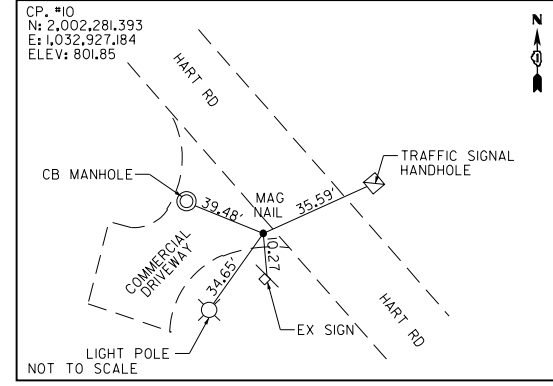 CP. #10
N: 2,002,281.393
E: 1,032,927.184
ELEV: 801.85
N
HART RD
TRAFFIC SIGNAL
HANDHOLE
CB MANHOLE
MAG
NAIL
39.48'
35.59'
10.27
34.65'
COMMERCIAL
DRIVEWAY
HART RD
EX SIGN
LIGHT POLE
NOT TO SCALE